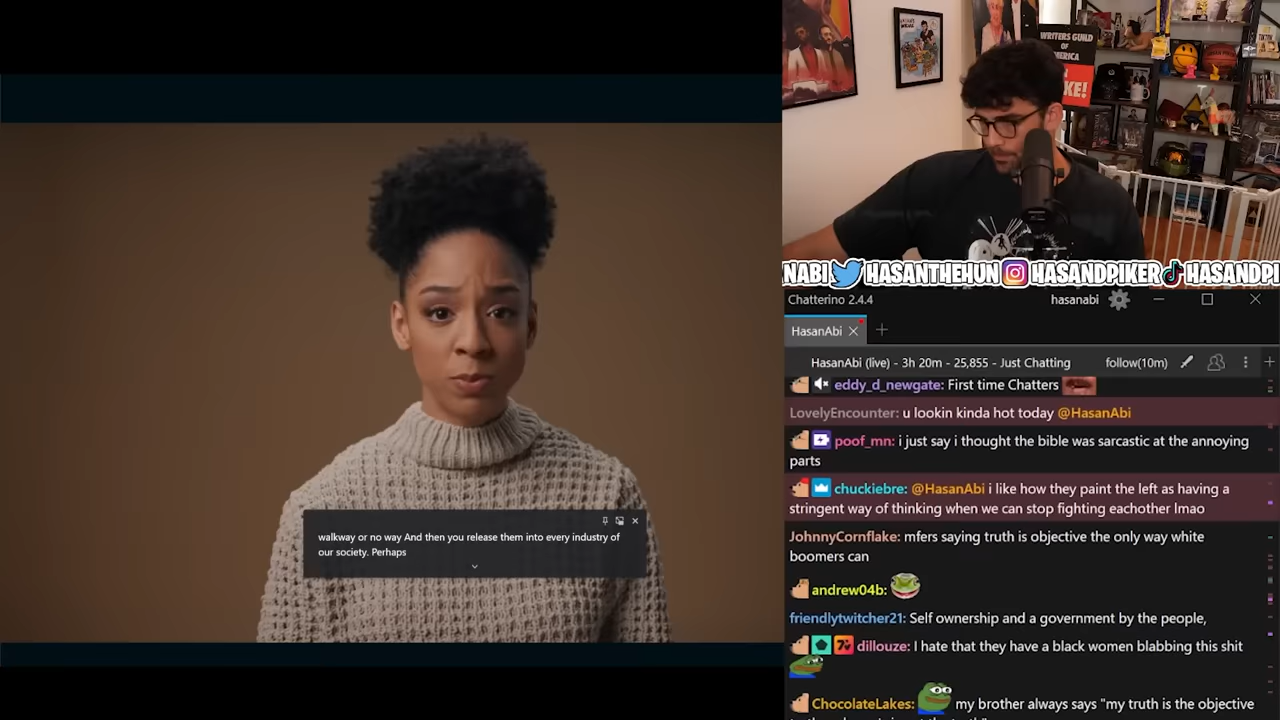 walkway or no way And then you release them into every industry of
our society. Perhaps
WRITERS GUILD
OF
AMERICA
KE!
NABI HASANTHEHUN HASANDPIKER HASANDPI
Chatterino 2.4.4
hasanabi
HasanAbi
HasanAbi (live) - 3h 20m - 25,855 - Just Chatting
follow(10m)
eddy_d_newgate: First time Chatters
LovelyEncounter: u lookin kinda hot today @HasanAbi
poof_mn: i just say i thought the bible was sarcastic at the annoying
parts
chuckiebre: @HasanAbi i like how they paint the left as having a
stringent way of thinking when we can stop fighting eachother lmao
JohnnyCornflake: mfers saying truth is objective the only way white
boomers can
andrew04b:
friendlytwitcher21: Self ownership and a government by the people,
dillouze: I hate that they have a black women blabbing this shit
ChocolateLakes: my brother always says "my truth is the objective